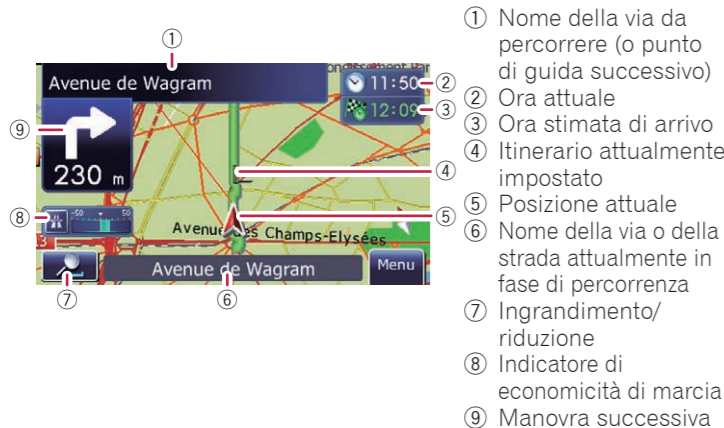 ①
Avenue de Wagram
11:50
②
12:09
③
⑨
230 m
④
⑧
-50 50
⑤
Avenue des Champs-Elysées
Avenue de Wagram
Menu
⑦
⑥
① Nome della via da
percorrere (o punto
di guida successivo)
② Ora attuale
③ Ora stimata di arrivo
④ Itinerario attualmente
impostato
⑤ Posizione attuale
⑥ Nome della via o della
strada attualmente in
fase di percorrenza
⑦ Ingrandimento/
riduzione
⑧ Indicatore di
economicità di marcia
⑨ Manovra successiva